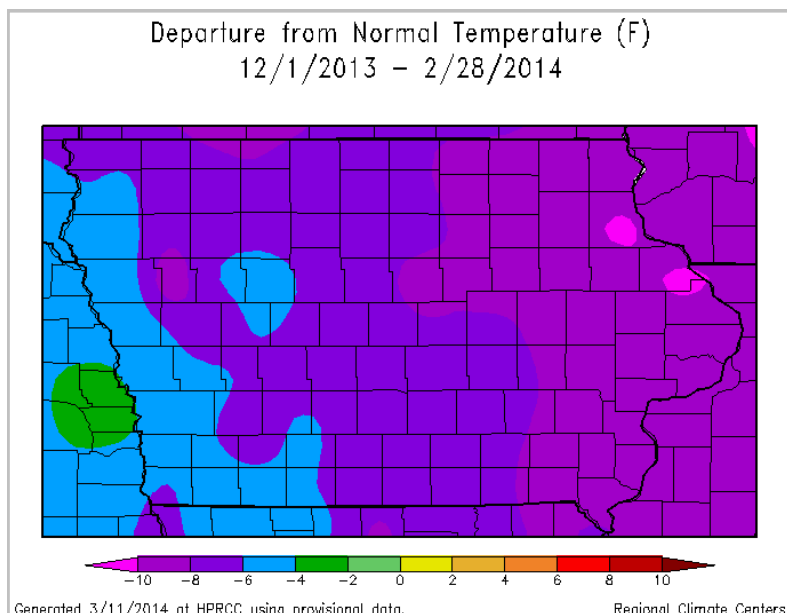 Departure from Normal Temperature (F)
12/1/2013 – 2/28/2014
-10 -8 -6 -4 -2 0 2 4 6 8 10
Generated 3/11/2014 at HPRCC using provisional data. Regional Climate Centers